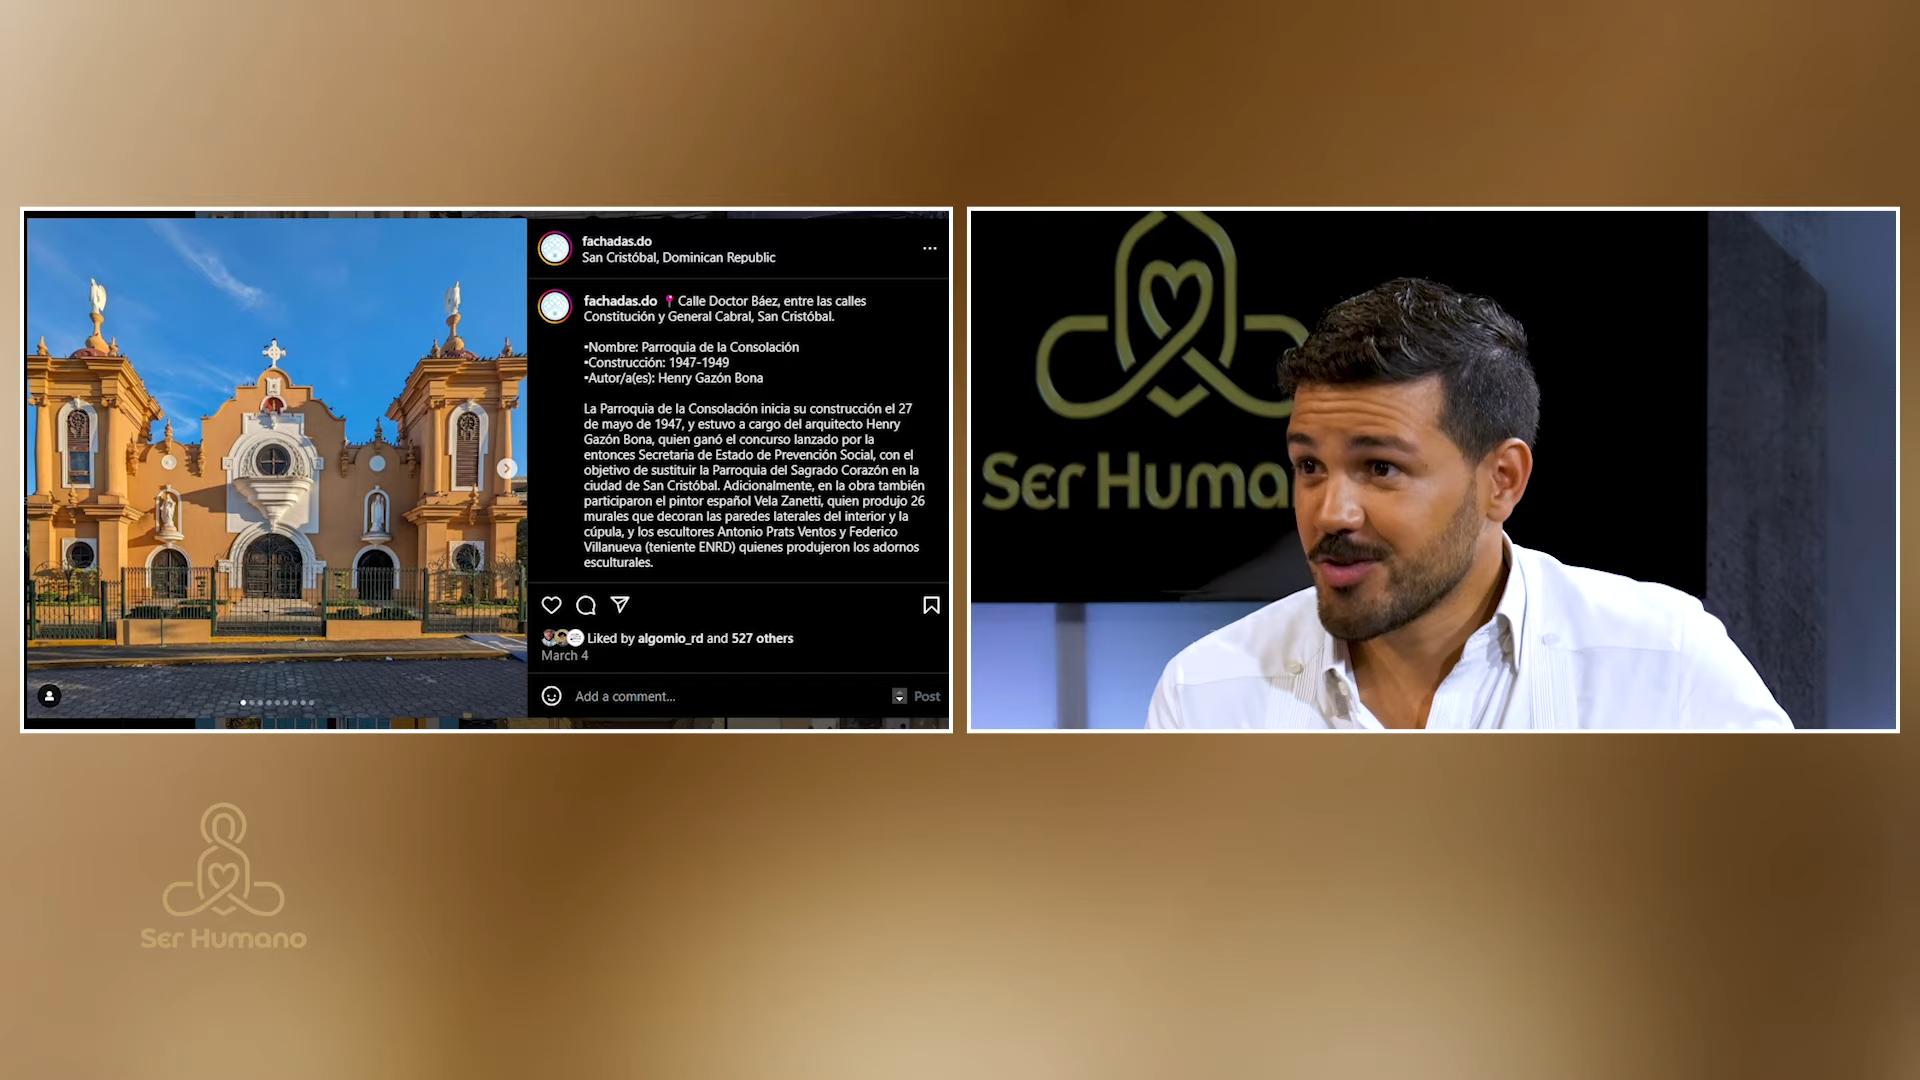 fachadas.do
San Cristóbal, Dominican Republic
fachadas.do 📍 Calle Doctor Báez, entre las calles
Constitución y General Cabral, San Cristóbal.
▪Nombre: Parroquia de la Consolación
▪Construcción: 1947-1949
▪Autor/a(es): Henry Gazón Bona
La Parroquia de la Consolación inicia su construcción el 27
de mayo de 1947, y estuvo a cargo del arquitecto Henry
Gazón Bona, quien ganó el concurso lanzado por la
entonces Secretaria de Estado de Prevención Social, con el
objetivo de sustituir la Parroquia del Sagrado Corazón en la
ciudad de San Cristóbal. Adicionalmente, en la obra también
participaron el pintor español Vela Zanetti, quien produjo 26
murales que decoran las paredes laterales del interior y la
cúpula, y los escultores Antonio Prats Ventos y Federico
Villanueva (teniente ENRD) quienes produjeron los adornos
esculturales.
Liked by algomio_rd and 527 others
March 4
Add a comment...
Post
Ser Huma
Ser Humano